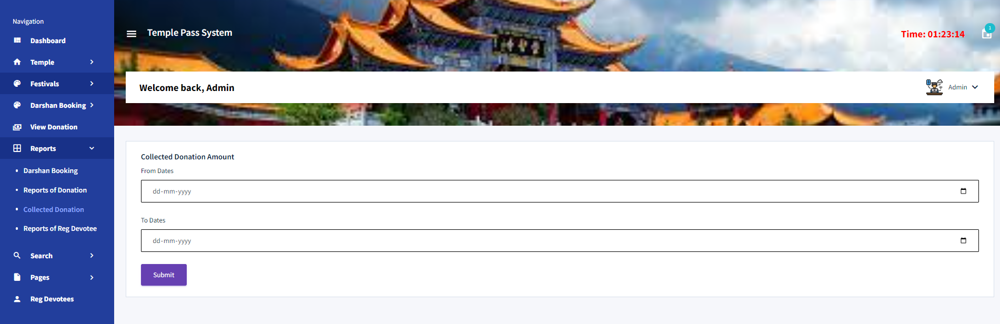 Navigation
Dashboard
Temple
Festivals
Darshan Booking
View Donation
Reports
Darshan Booking
Reports of Donation
Collected Donation
Reports of Reg Devotee
Search
Pages
Reg Devotees
Temple Pass System
Time: 01:23:14
1
Welcome back, Admin
Admin
Collected Donation Amount
From Dates
dd-mm-yyyy
To Dates
dd-mm-yyyy
Submit